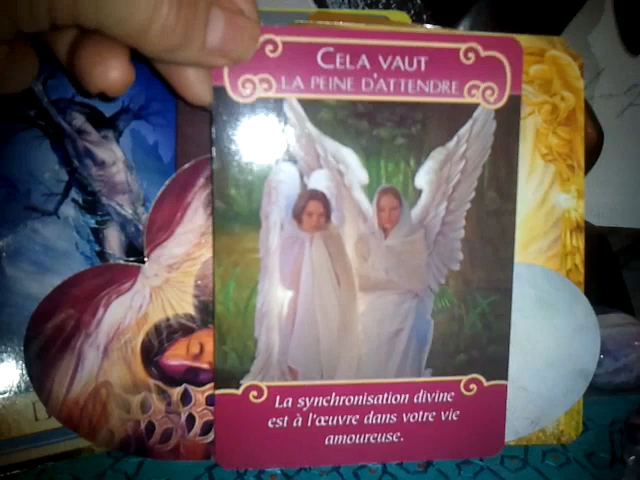 CELA VAUT
LA PEINE D'ATTENDRE
La synchronisation divine
est à l'œuvre dans votre vie
amoureuse.